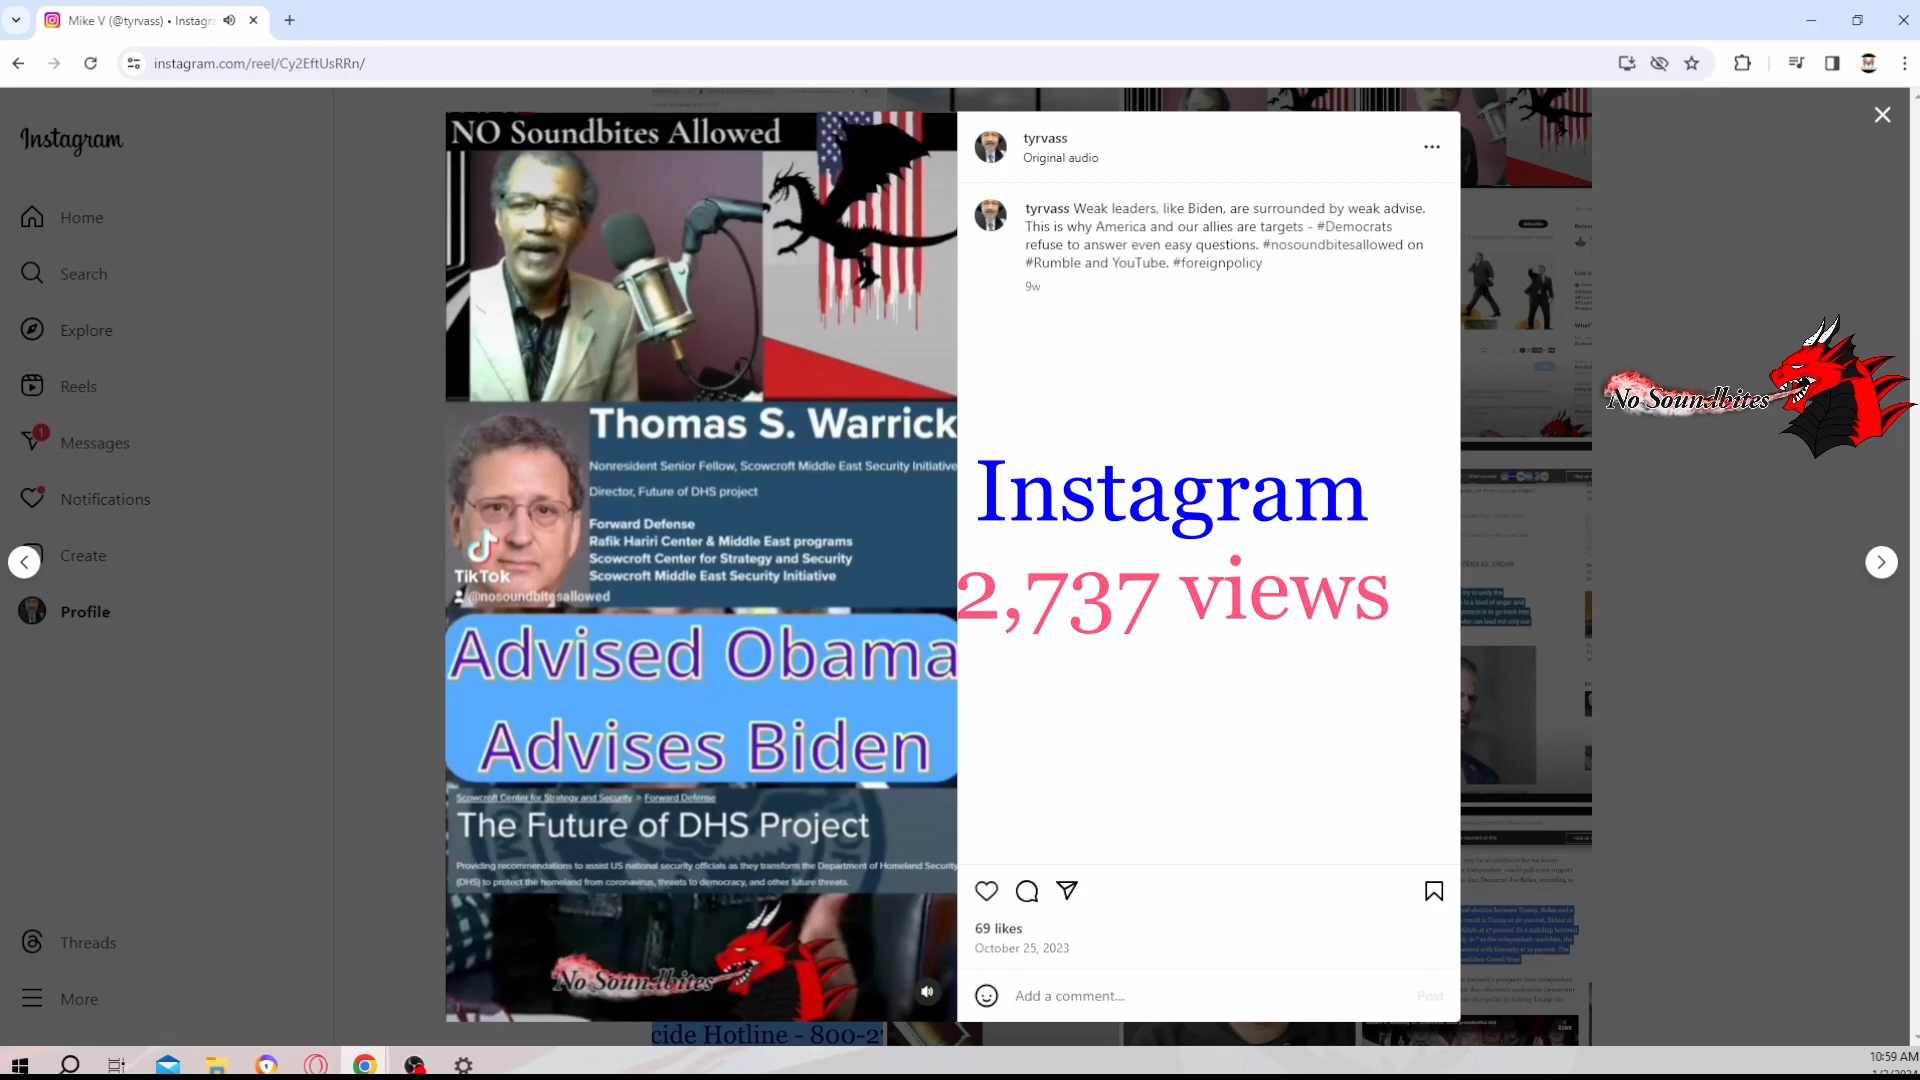 Mike V (@tyrvass) • Instagra
instagram.com/reel/Cy2EftUsRRn/
Instagram
Home
Search
Explore
Reels
1
Messages
Notifications
Create
Profile
Threads
More
NO Soundbites Allowed
Thomas S. Warrick
Nonresident Senior Fellow, Scowcroft Middle East Security Initiative
Director, Future of DHS project
Forward Defense
Rafik Hariri Center & Middle East programs
Scowcroft Center for Strategy and Security
Scowcroft Middle East Security Initiative
TikTok
@nosoundbitesallowed
Advised Obama
Advises Biden
Scowcroft Center for Strategy and Security > Forward Defense
The Future of DHS Project
Providing recommendations to assist US national security officials as they transform the Department of Homeland Security
(DHS) to protect the homeland from coronavirus, threats to democracy, and other future threats.
No Soundbites
tyrvass
Original audio
tyrvass Weak leaders, like Biden, are surrounded by weak advise.
This is why America and our allies are targets - #Democrats
refuse to answer even easy questions. #nosoundbitesallowed on
#Rumble and YouTube. #foreignpolicy
9w
Instagram
2,737 views
69 likes
October 25, 2023
Add a comment...
Post
No Soundbites
cide Hotline - 800-2
10:59 AM